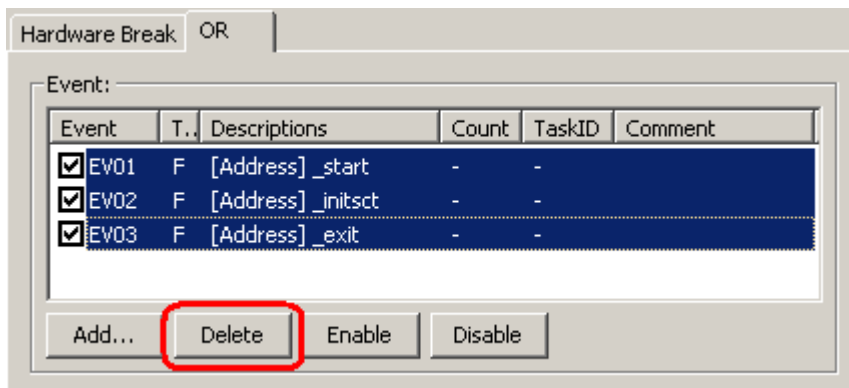 Hardware Break OR
Event:
Event T.. Descriptions Count TaskID Comment
EV01 F [Address] _start - -
EV02 F [Address] _initsct - -
EV03 F [Address] _exit - -
Add... Delete Enable Disable